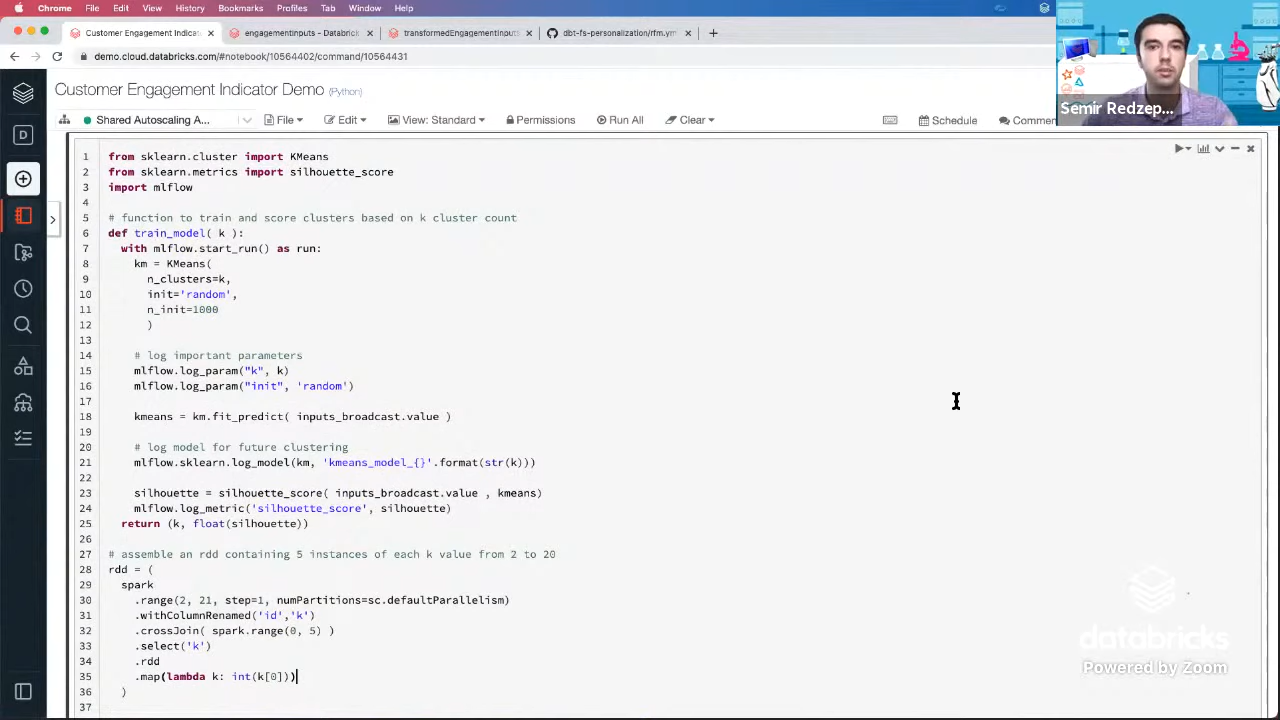 Chrome File Edit View History Bookmarks Profiles Tab Window Help
Customer Engagement Indicat engagementInputs - Databricks transformedEngagementInputs dbt-fs-personalization/rfm.ym
demo.cloud.databricks.com/#notebook/10564402/command/10564431
Customer Engagement Indicator Demo (Python)
Semir Redzep...
D Shared Autoscaling A... File Edit View: Standard Permissions Run All Clear Schedule Commen
1 from sklearn.cluster import KMeans
2 from sklearn.metrics import silhouette_score
3 import mlflow
4
5 # function to train and score clusters based on k cluster count
6 def train_model( k ):
7 with mlflow.start_run() as run:
8 km = KMeans(
9 n_clusters=k,
10 init='random',
11 n_init=1000
12 )
13
14 # log important parameters
15 mlflow.log_param("k", k)
16 mlflow.log_param("init", 'random')
17
18 kmeans = km.fit_predict( inputs_broadcast.value )
19
20 # log model for future clustering
21 mlflow.sklearn.log_model(km, 'kmeans_model_{}'.format(str(k)))
22
23 silhouette = silhouette_score( inputs_broadcast.value , kmeans)
24 mlflow.log_metric('silhouette_score', silhouette)
25 return (k, float(silhouette))
26
27 # assemble an rdd containing 5 instances of each k value from 2 to 20
28 rdd = (
29 spark
30 .range(2, 21, step=1, numPartitions=sc.defaultParallelism)
31 .withColumnRenamed('id','k')
32 .crossJoin( spark.range(0, 5) )
33 .select('k')
34 .rdd
35 .map(lambda k: int(k[0]))
36 )
37
databricks
Powered by Zoom